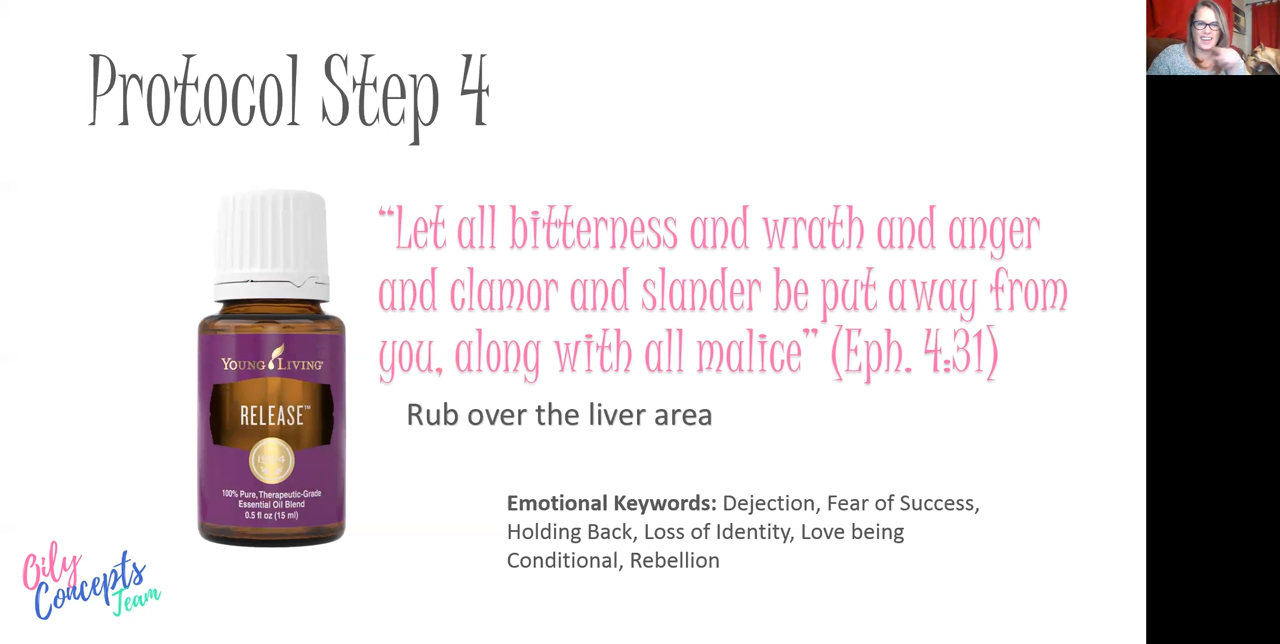 Protocol Step 4
“Let all bitterness and wrath and anger
and clamor and slander be put away from
you, along with all malice” (Eph. 4:31)
Rub over the liver area
YOUNG LIVING
RELEASE™
100% Pure, Therapeutic-Grade
Essential Oil Blend
0.5 fl oz (15 ml)
Emotional Keywords: Dejection, Fear of Success,
Holding Back, Loss of Identity, Love being
Conditional, Rebellion
Oily
Concepts
Team